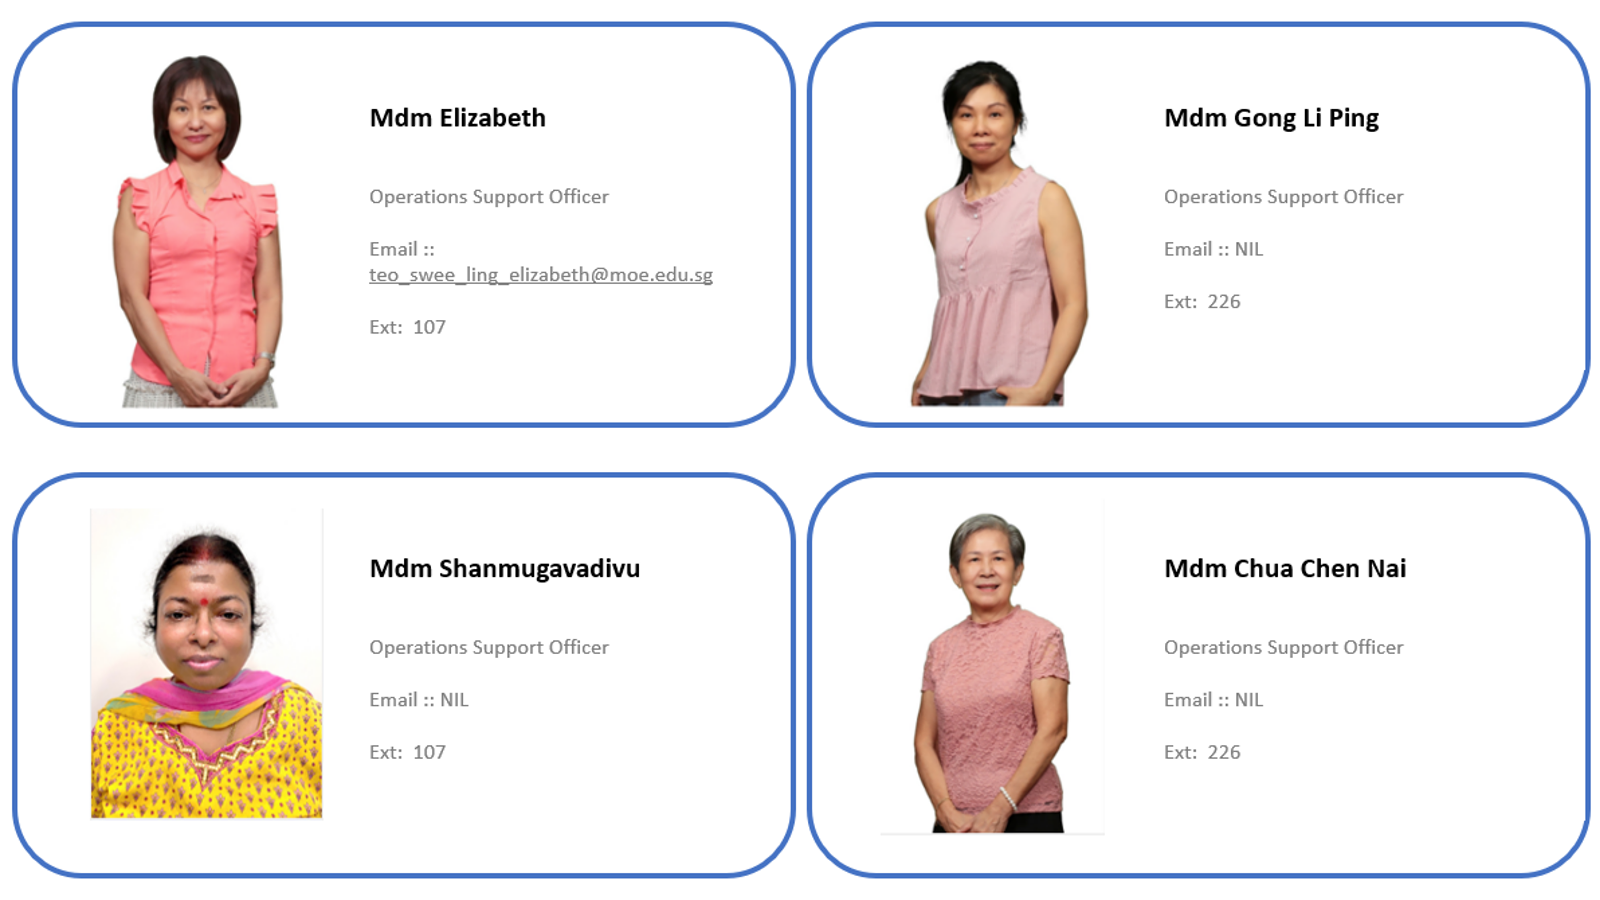 Mdm Elizabeth
Operations Support Officer
Email ::
teo_swee_ling_elizabeth@moe.edu.sg
Ext:  107
Mdm Gong Li Ping
Operations Support Officer
Email :: NIL
Ext:  226
Mdm Shanmugavadivu
Operations Support Officer
Email :: NIL
Ext:  107
Mdm Chua Chen Nai
Operations Support Officer
Email :: NIL
Ext:  226